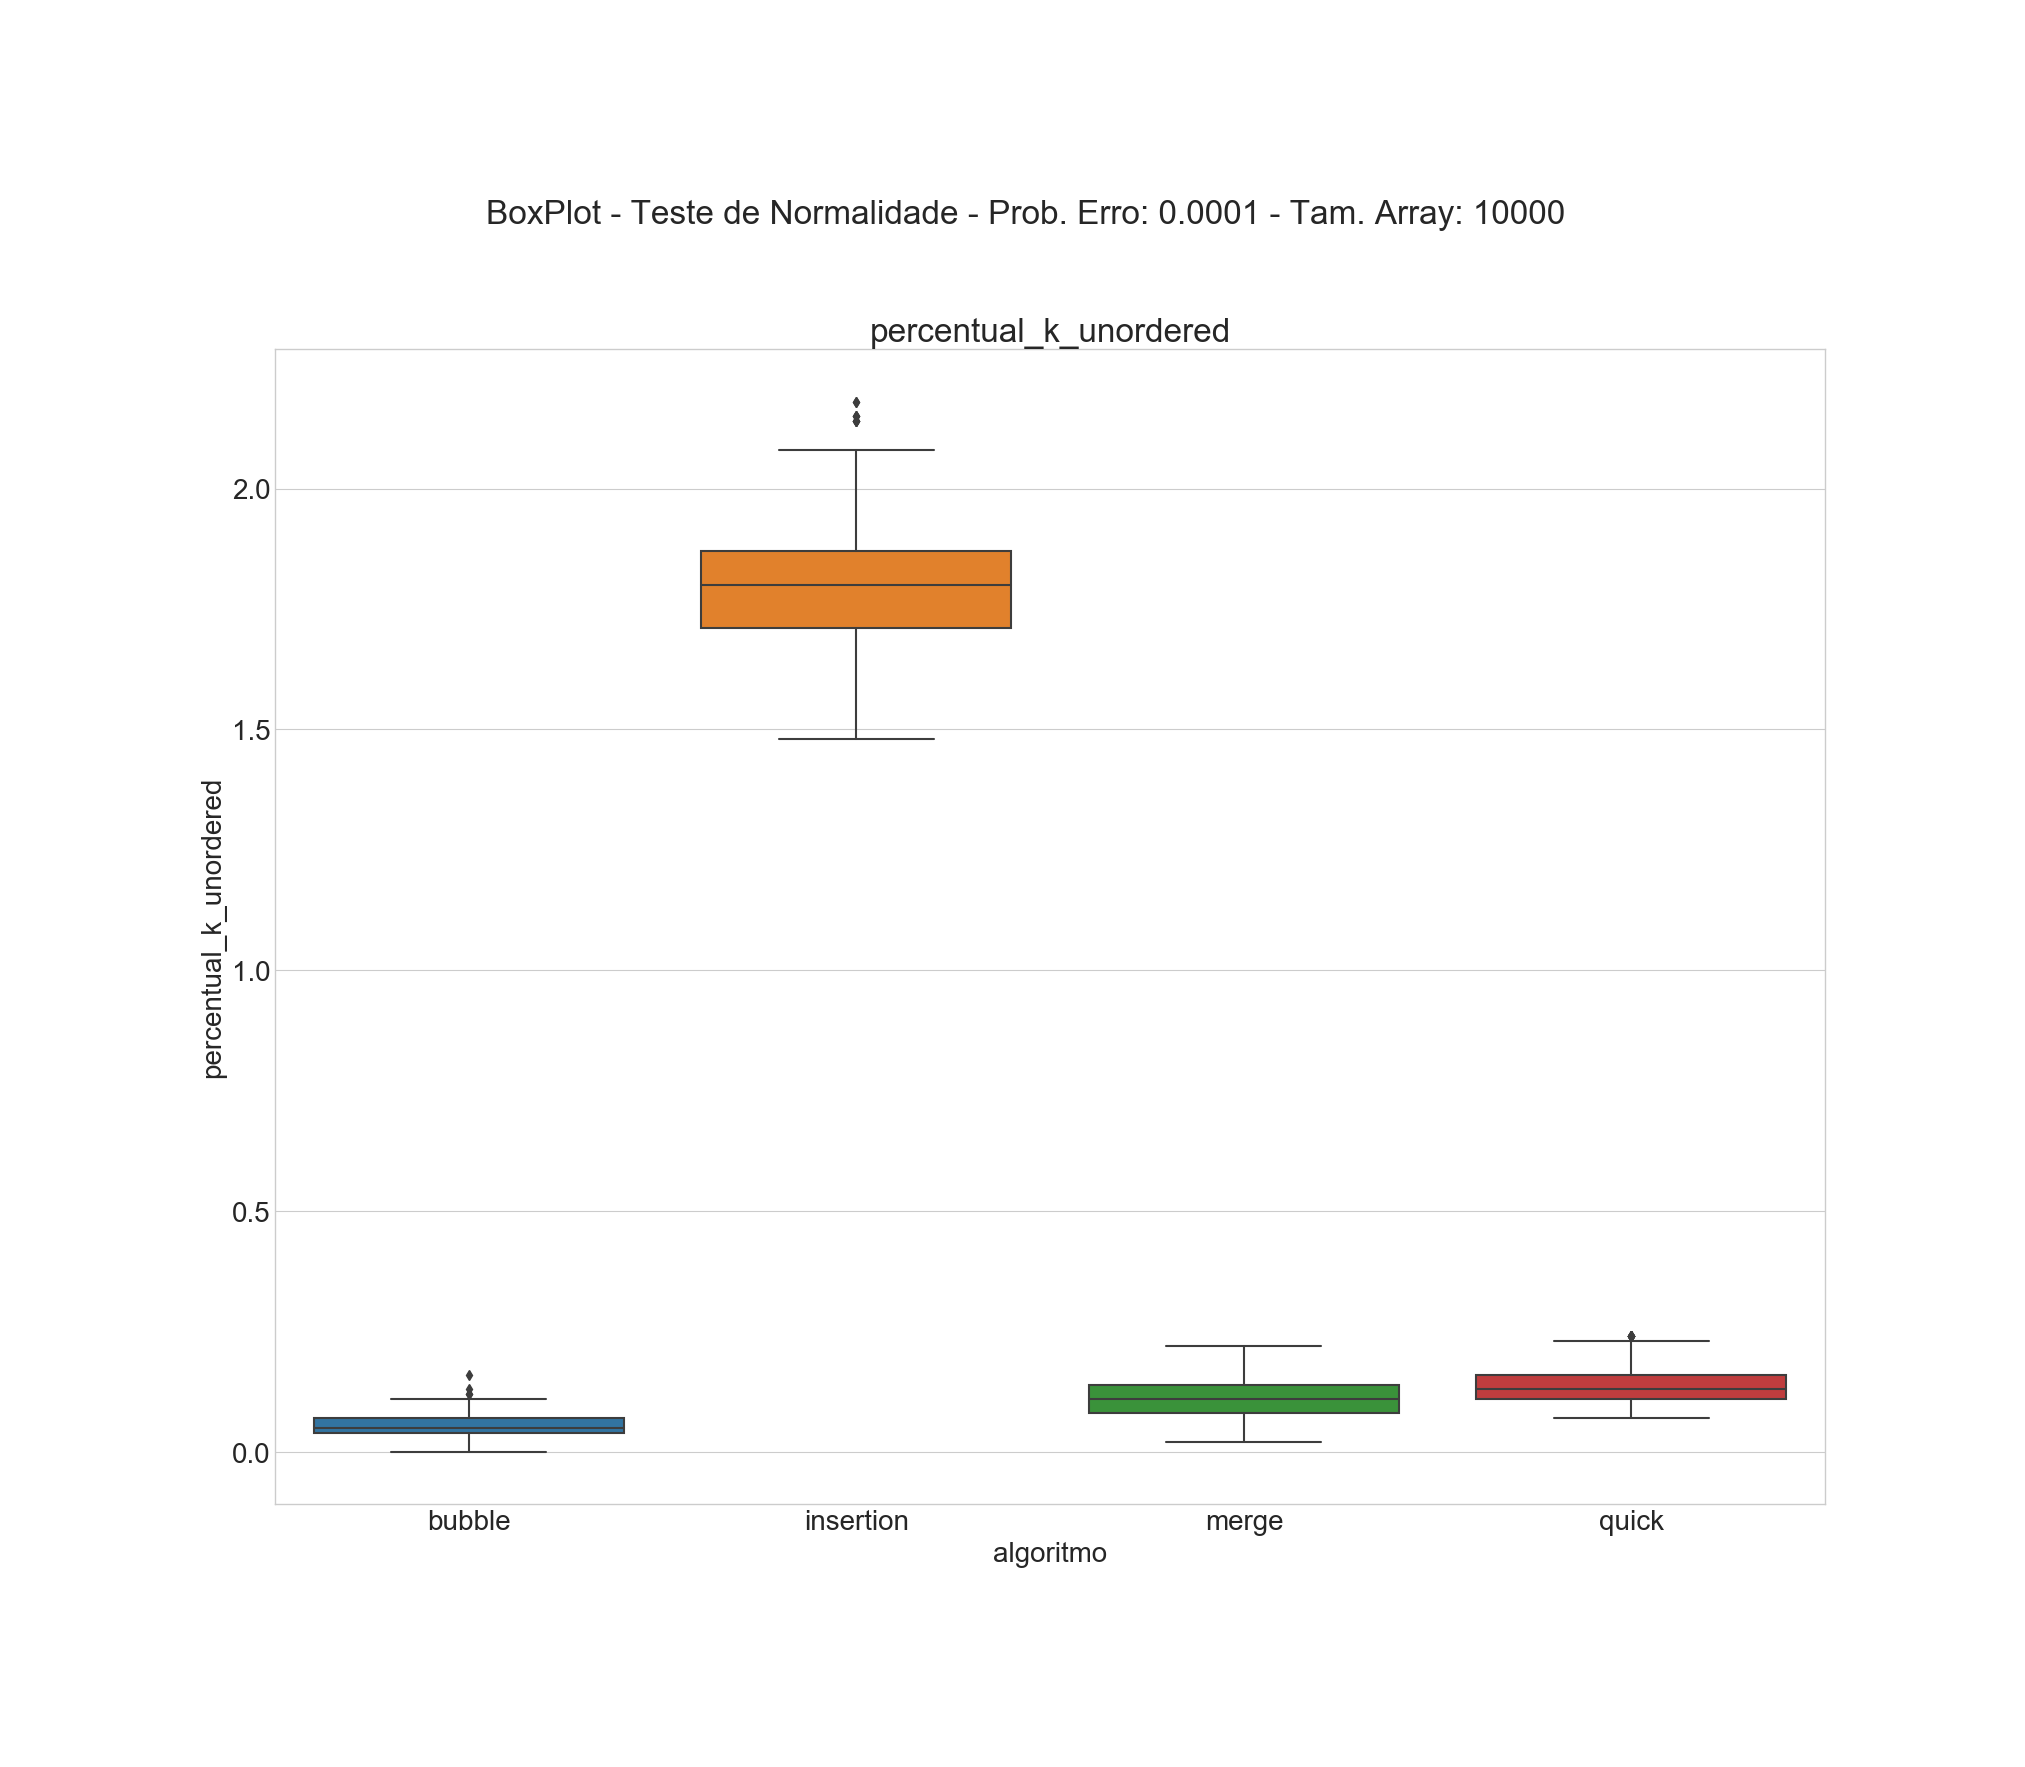 BoxPlot - Teste de Normalidade - Prob. Erro: 0.0001 - Tam. Array: 10000
percentual_k_unordered
percentual_k_unordered
2.0
1.5
1.0
0.5
0.0
bubble insertion merge quick
algoritmo